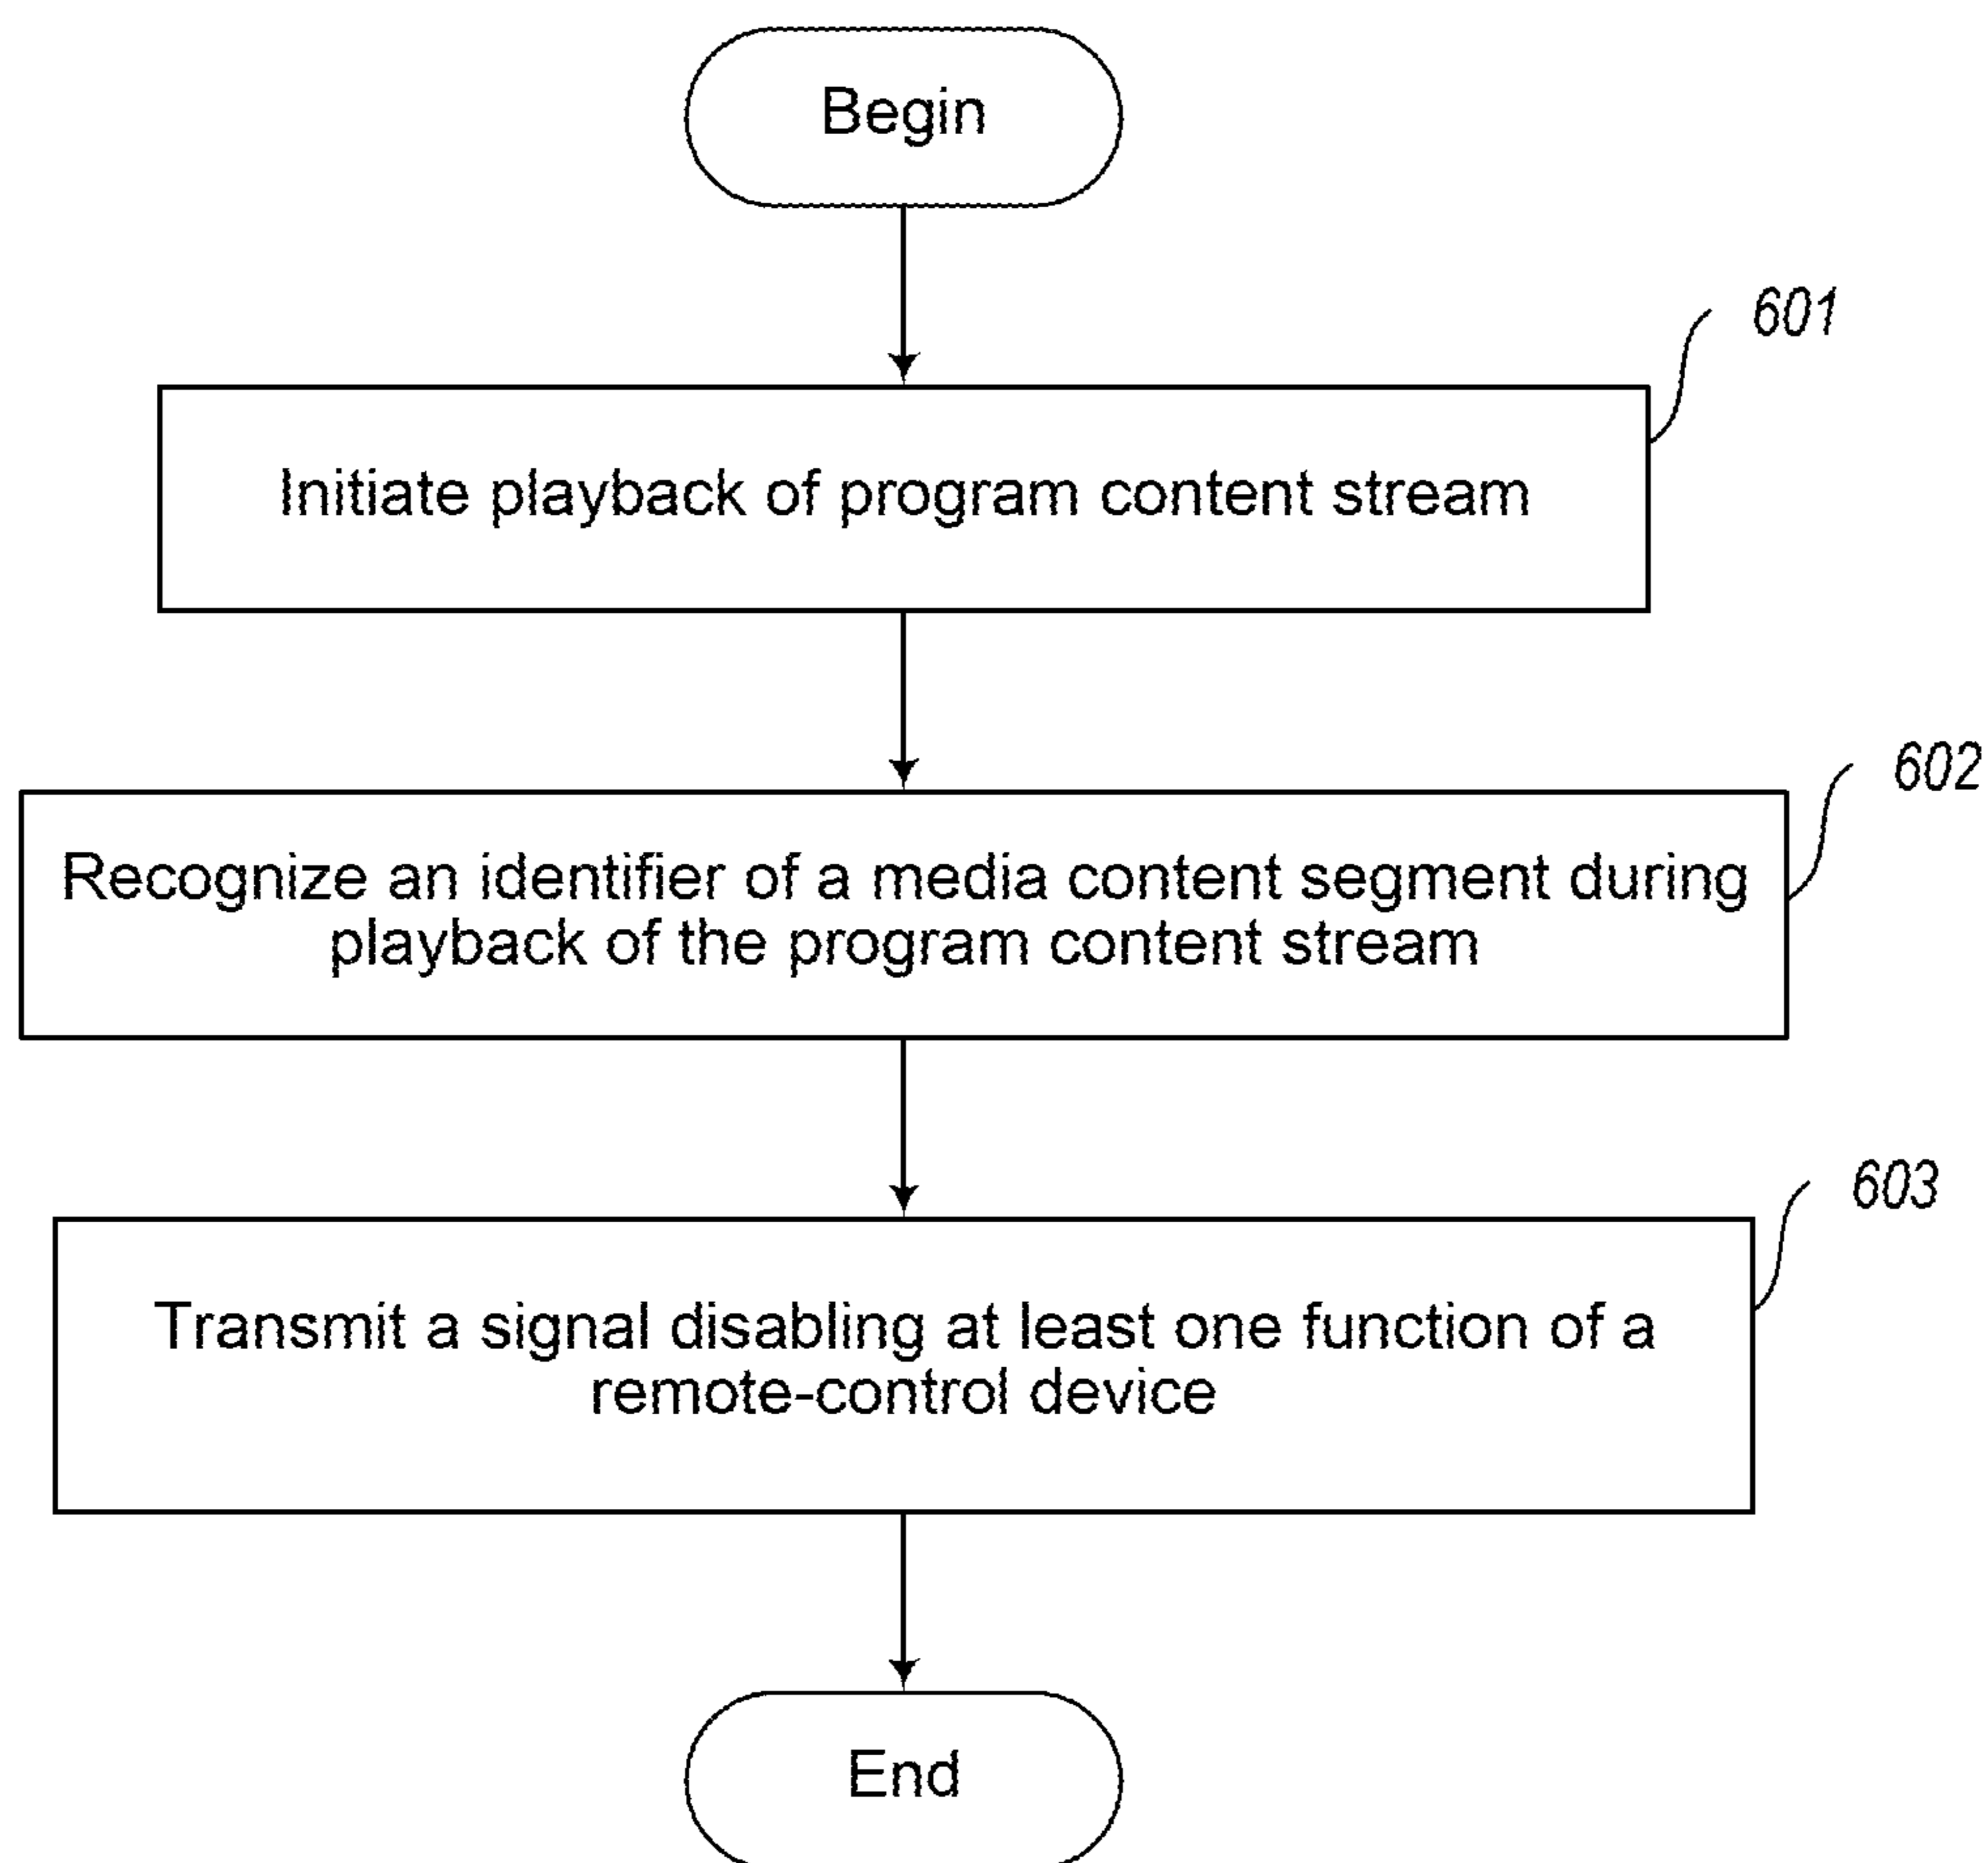 Begin
601
Initiate playback of program content stream
602
Recognize an identifier of a media content segment during
playback of the program content stream
603
Transmit a signal disabling at least one function of a
remote-control device
End